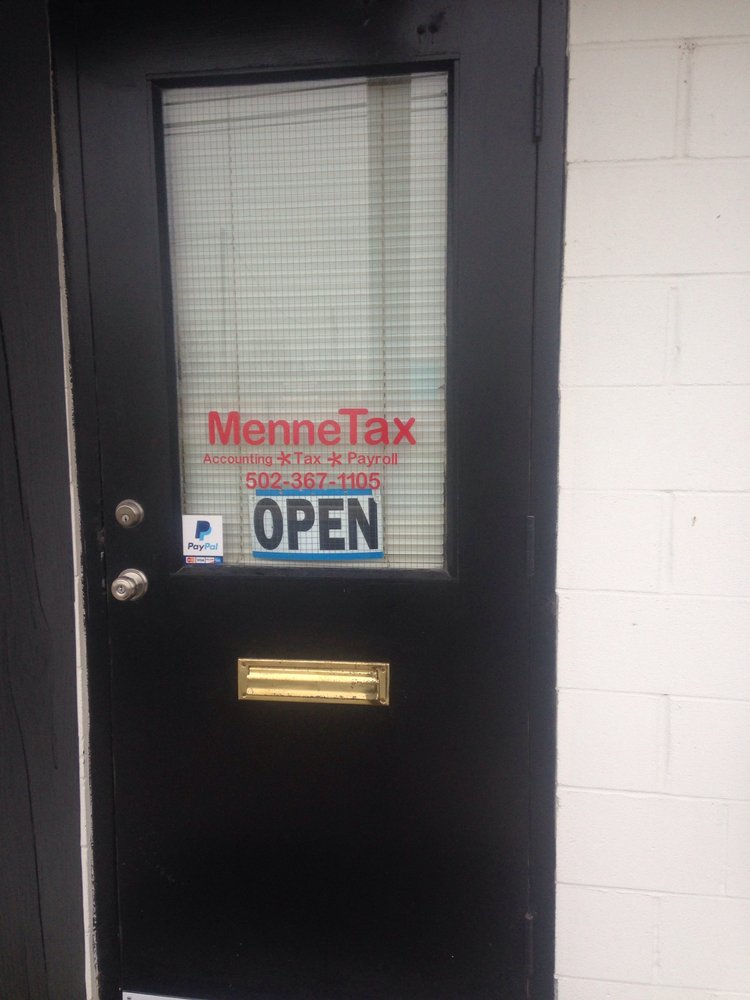 MenneTax
Accounting * Tax * Payroll
502-367-1105
OPEN
PayPal